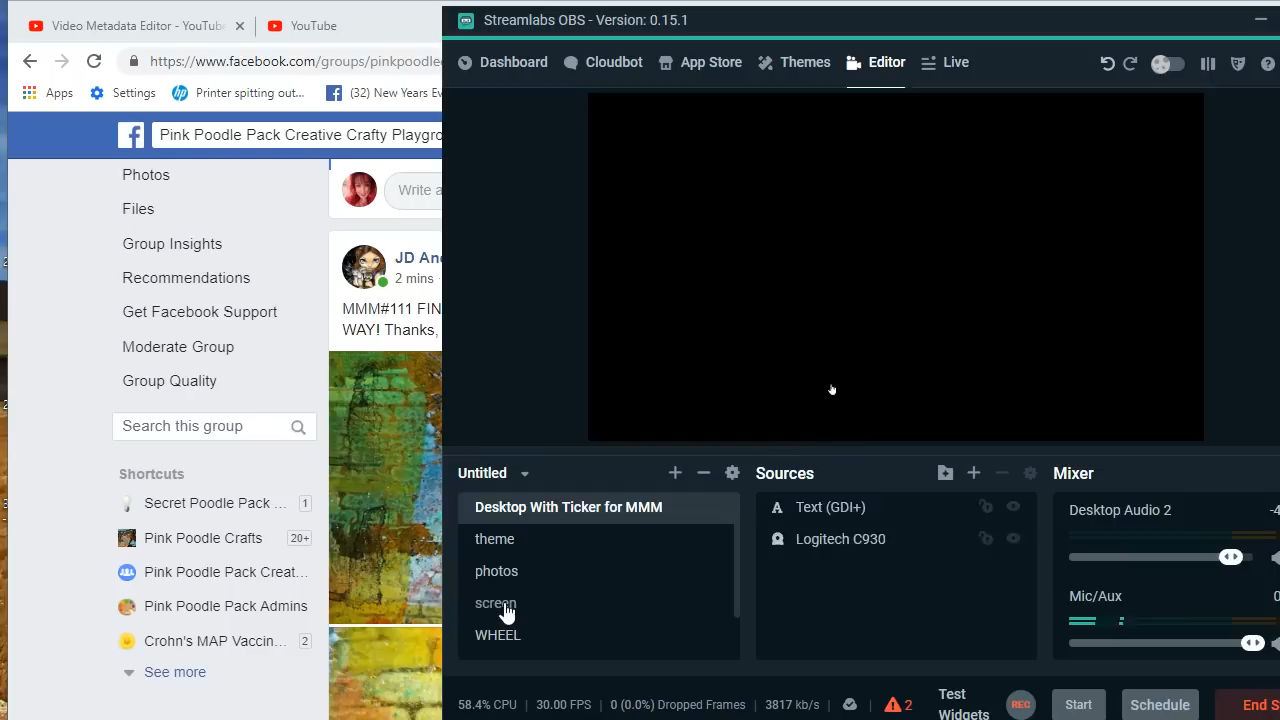 Video Metadata Editor - YouTube
YouTube
https://www.facebook.com/groups/pinkpoodle
Apps
Settings
Printer spitting out...
(32) New Years Ev
Pink Poodle Pack Creative Crafty Playgro
Photos
Files
Group Insights
Recommendations
Get Facebook Support
Moderate Group
Group Quality
Search this group
Shortcuts
Secret Poodle Pack ... 1
Pink Poodle Crafts 20+
Pink Poodle Pack Creat...
Pink Poodle Pack Admins
Crohn's MAP Vaccin... 2
See more
Write a
JD And
2 mins ·
MMM#111 FIN
WAY! Thanks,
Streamlabs OBS - Version: 0.15.1
Dashboard
Cloudbot
App Store
Themes
Editor
Live
Untitled
Desktop With Ticker for MMM
theme
photos
screen
WHEEL
Sources
Text (GDI+)
Logitech C930
Mixer
Desktop Audio 2 -4
Mic/Aux 0
58.4% CPU | 30.00 FPS | 0 (0.0%) Dropped Frames | 3817 kb/s | 2
Test
Widgets
REC
Start
Schedule
End S